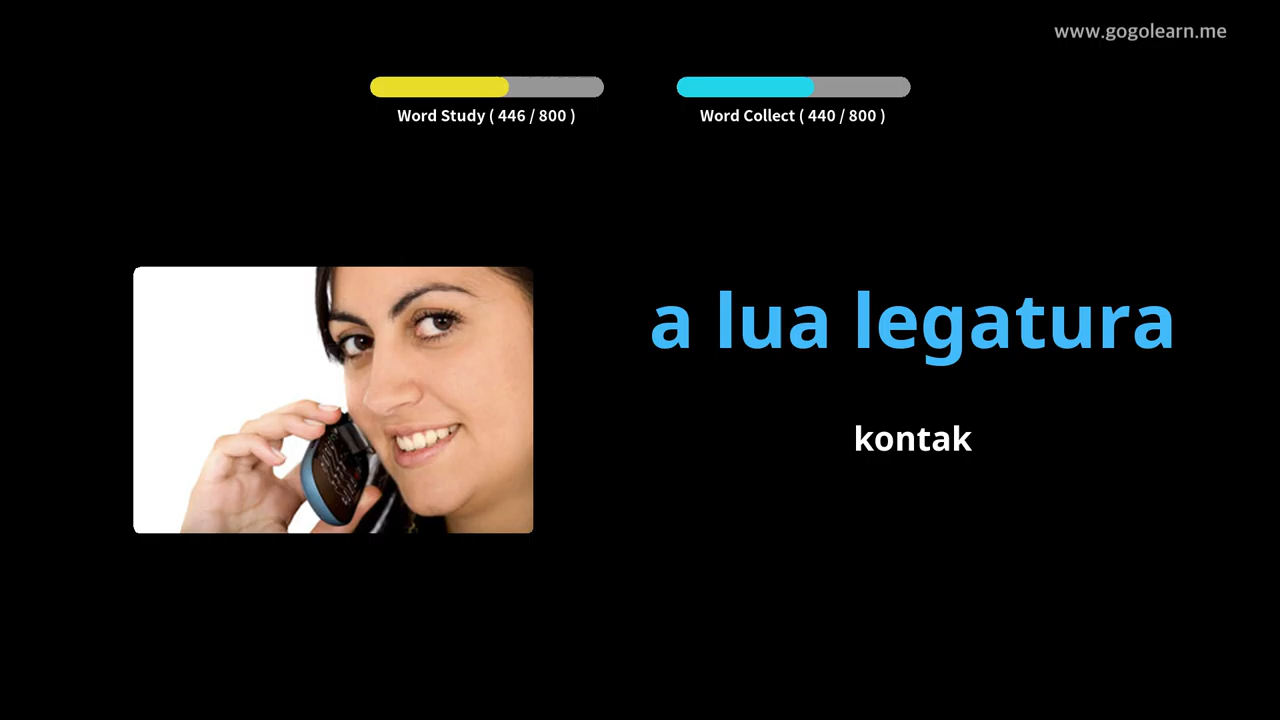 www.gogolearn.me
Word Study ( 446 / 800 )
Word Collect ( 440 / 800 )
a lua legatura
kontak